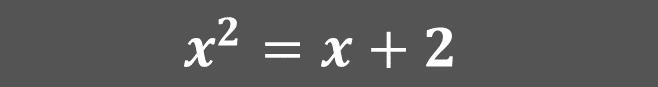 x² = x + 2